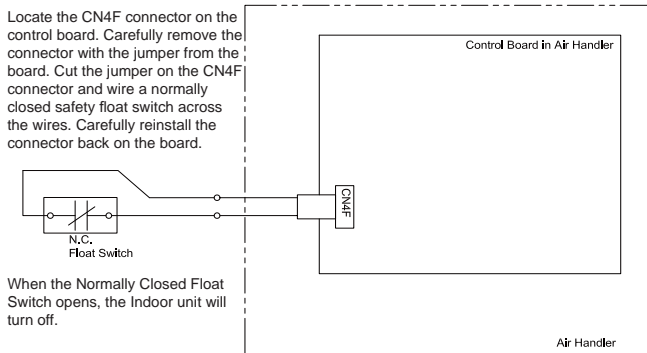 Locate the CN4F connector on the
control board. Carefully remove the
connector with the jumper from the
board. Cut the jumper on the CN4F
connector and wire a normally
closed safety float switch across
the wires. Carefully reinstall the
connector back on the board.
Control Board in Air Handler
CN4F
N.C.
Float Switch
When the Normally Closed Float
Switch opens, the Indoor unit will
turn off.
Air Handler